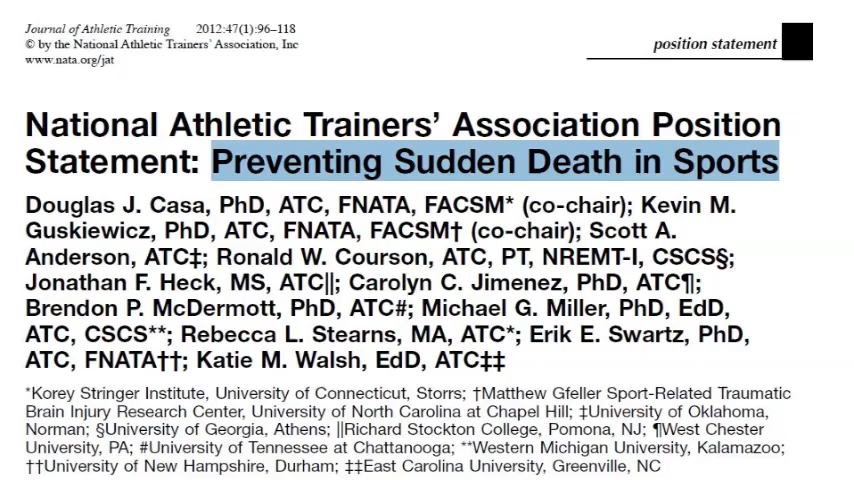 Journal of Athletic Training 2012:47(1):96–118
© by the National Athletic Trainers' Association, Inc
www.nata.org/jat
position statement
National Athletic Trainers' Association Position
Statement: Preventing Sudden Death in Sports
Douglas J. Casa, PhD, ATC, FNATA, FACSM* (co-chair); Kevin M.
Guskiewicz, PhD, ATC, FNATA, FACSM† (co-chair); Scott A.
Anderson, ATC‡; Ronald W. Courson, ATC, PT, NREMT-I, CSCS§;
Jonathan F. Heck, MS, ATC||; Carolyn C. Jimenez, PhD, ATC¶;
Brendon P. McDermott, PhD, ATC#; Michael G. Miller, PhD, EdD,
ATC, CSCS**; Rebecca L. Stearns, MA, ATC*; Erik E. Swartz, PhD,
ATC, FNATA††; Katie M. Walsh, EdD, ATC‡‡
*Korey Stringer Institute, University of Connecticut, Storrs; †Matthew Gfeller Sport-Related Traumatic
Brain Injury Research Center, University of North Carolina at Chapel Hill; ‡University of Oklahoma,
Norman; §University of Georgia, Athens; ||Richard Stockton College, Pomona, NJ; ¶West Chester
University, PA; #University of Tennessee at Chattanooga; **Western Michigan University, Kalamazoo;
††University of New Hampshire, Durham; ‡‡East Carolina University, Greenville, NC